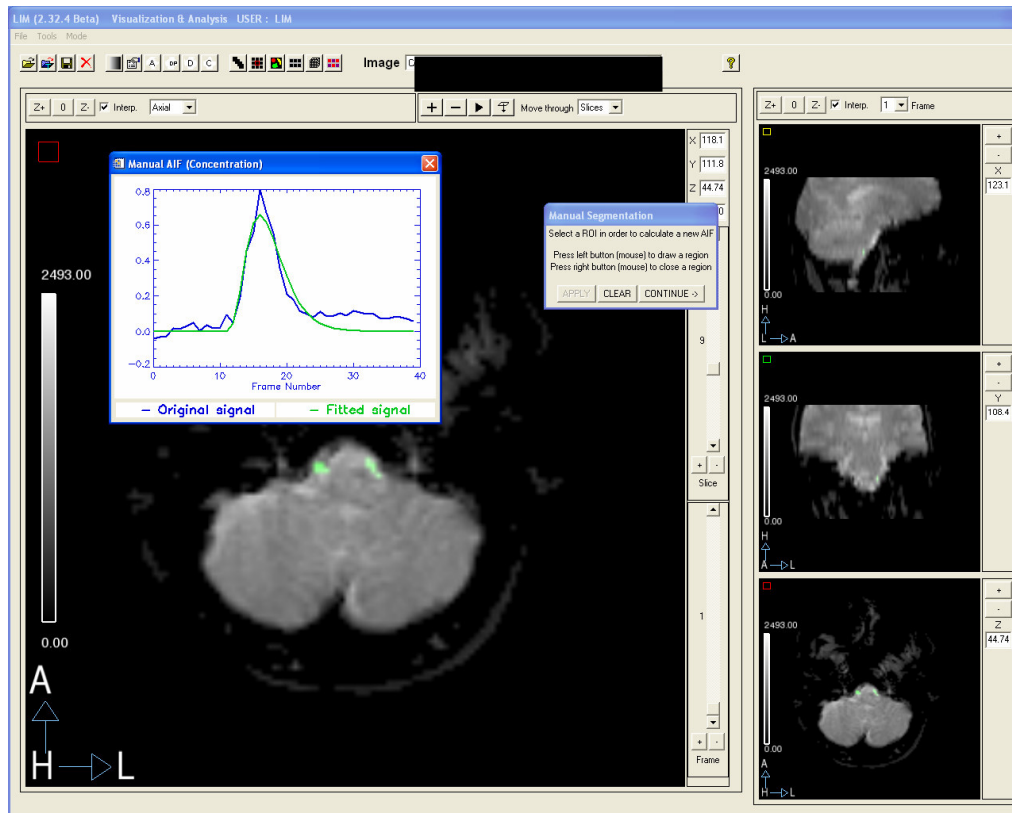 LIM (2.32.4 Beta) Visualization & Analysis USER : LIM
File Tools Mode
A DP D C Image ?
Z+ 0 Z- Interp. Axial
+ − Move through Slices
X 118.1
Y 111.8
Z 44.74
0
Manual AIF (Concentration)
0.8
0.6
0.4
0.2
0.0
-0.2
0 10 20 30 40
Frame Number
− Original signal − Fitted signal
Manual Segmentation
Select a ROI in order to calculate a new AIF
Press left button (mouse) to draw a region
Press right button (mouse) to close a region
APPLY CLEAR CONTINUE ->
2493.00
0.00
A
H L
9
+ -
Slice
1
+ -
Frame
Z+ 0 Z- Interp. 1 Frame
2493.00
0.00
H
L A
+
-
X
123.1
2493.00
0.00
H
A L
+
-
Y
108.4
2493.00
0.00
A
H L
+
-
Z
44.74